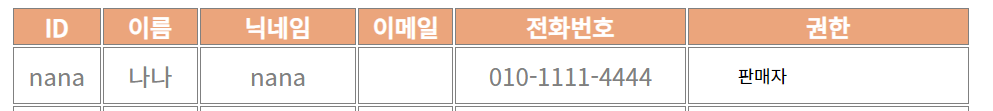 ID 이름 닉네임 이메일 전화번호 권한
nana 나나 nana 010-1111-4444 판매자